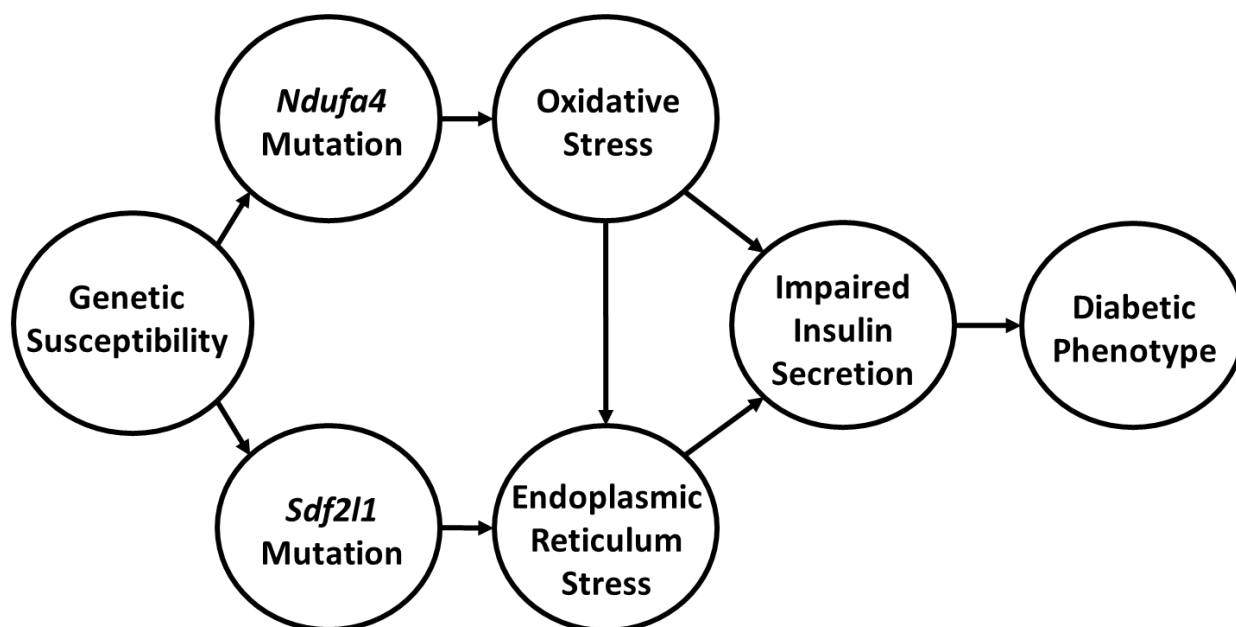 Ndufa4
Mutation
Oxidative
Stress
Genetic
Susceptibility
Impaired
Insulin
Secretion
Diabetic
Phenotype
Sdf2l1
Mutation
Endoplasmic
Reticulum
Stress